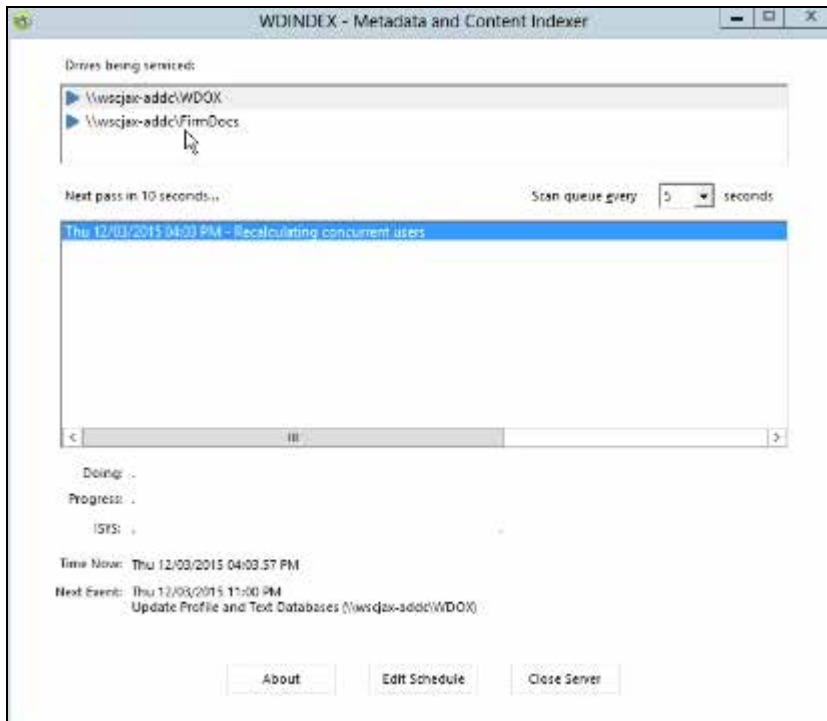 WDINDEX - Metadata and Content Indexer
Drives being serviced:
\\wscjax-addc\WDOX
\\wscjax-addc\FirmDocs
Next pass in 10 seconds...
Scan queue every 5 seconds
Thu 12/03/2015 04:03 PM - Recalculating concurrent users
Doing: .
Progress: .
ISYS: . .
Time Now: Thu 12/03/2015 04:03:57 PM
Next Event: Thu 12/03/2015 11:00 PM
Update Profile and Text Databases (\\wscjax-addc\WDOX)
About Edit Schedule Close Server